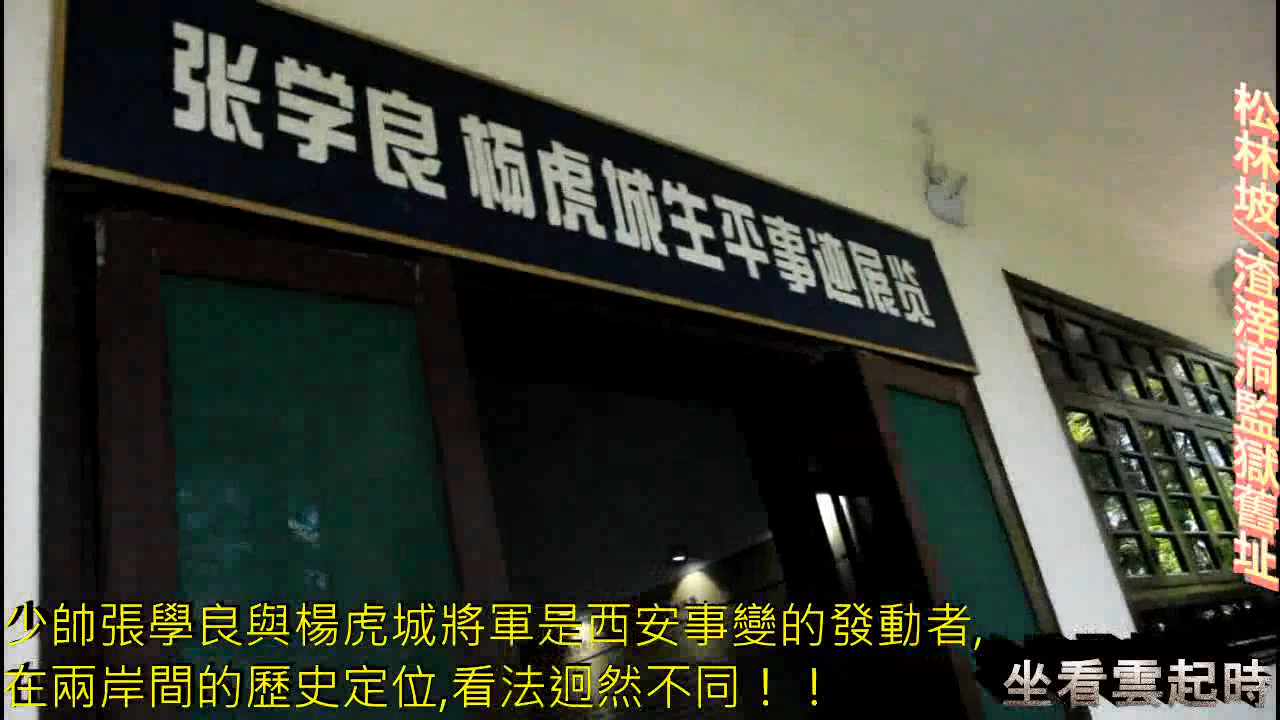 张学良 杨虎城生平事迹展览
松林坡/渣滓洞監獄舊址
少帥張學良與楊虎城將軍是西安事變的發動者,
在兩岸間的歷史定位,看法迥然不同！！
坐看雲起時